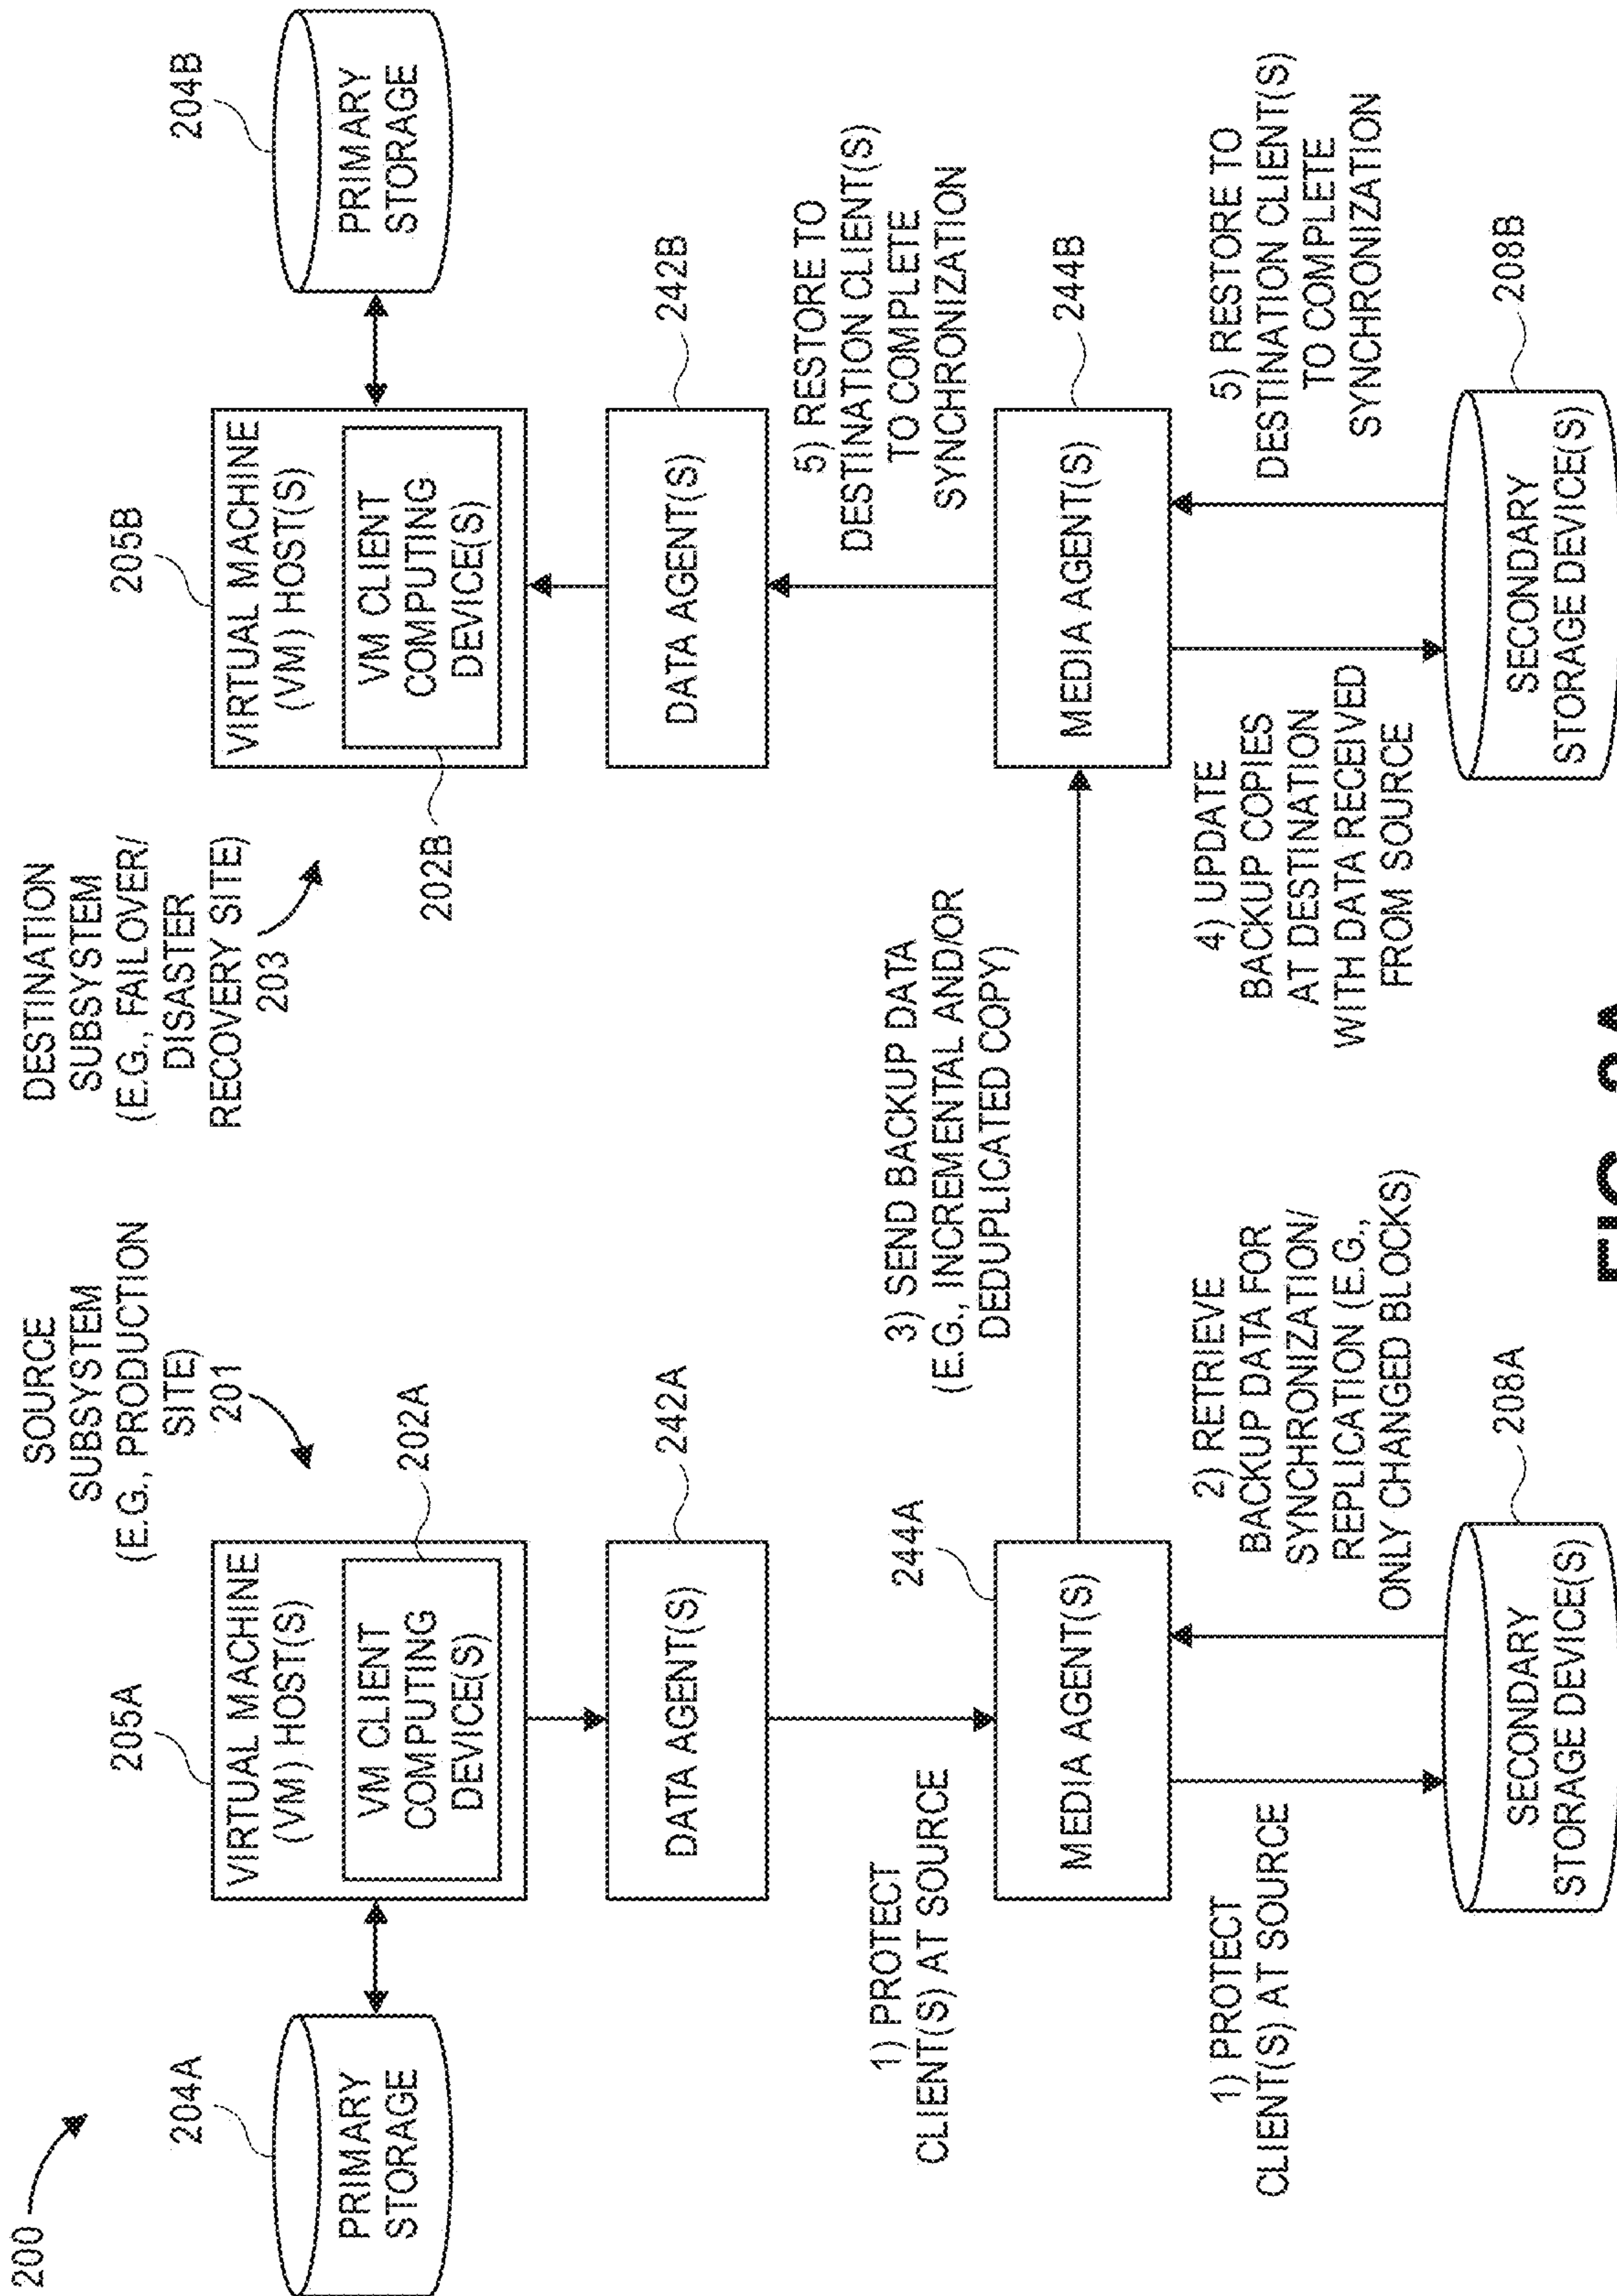 200
SOURCE
SUBSYSTEM
(E.G., PRODUCTION
SITE)
201
DESTINATION
SUBSYSTEM
(E.G., FAILOVER/
DISASTER
RECOVERY SITE)
203
204A
PRIMARY
STORAGE
205A
VIRTUAL MACHINE
(VM) HOST(S)
VM CLIENT
COMPUTING
DEVICE(S)
202A
205B
VIRTUAL MACHINE
(VM) HOST(S)
VM CLIENT
COMPUTING
DEVICE(S)
202B
204B
PRIMARY
STORAGE
DATA AGENT(S)
242A
DATA AGENT(S)
242B
1) PROTECT
CLIENT(S) AT SOURCE
3) SEND BACKUP DATA
(E.G., INCREMENTAL AND/OR
DEDUPLICATED COPY)
5) RESTORE TO
DESTINATION CLIENT(S)
TO COMPLETE
SYNCHRONIZATION
244A
MEDIA AGENT(S)
MEDIA AGENT(S)
244B
1) PROTECT
CLIENT(S) AT SOURCE
2) RETRIEVE
BACKUP DATA FOR
SYNCHRONIZATION/
REPLICATION (E.G.,
ONLY CHANGED BLOCKS)
4) UPDATE
BACKUP COPIES
AT DESTINATION
WITH DATA RECEIVED
FROM SOURCE
5) RESTORE TO
DESTINATION CLIENT(S)
TO COMPLETE
SYNCHRONIZATION
SECONDARY
STORAGE DEVICE(S)
208A
SECONDARY
STORAGE DEVICE(S)
208B